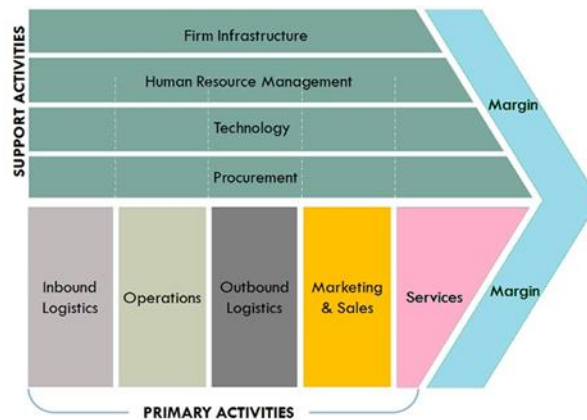 SUPPORT ACTIVITIES
Firm Infrastructure
Human Resource Management
Technology
Procurement
Margin
Inbound
Logistics
Operations
Outbound
Logistics
Marketing
& Sales
Services
Margin
PRIMARY ACTIVITIES